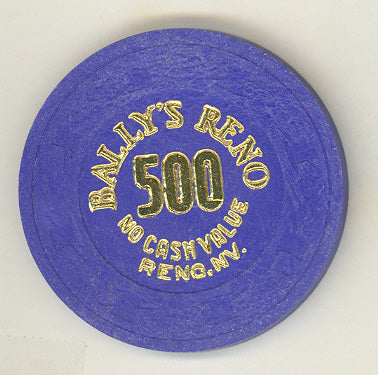 BALLY'S RENO
500
NO CASH VALUE
RENO, NV.